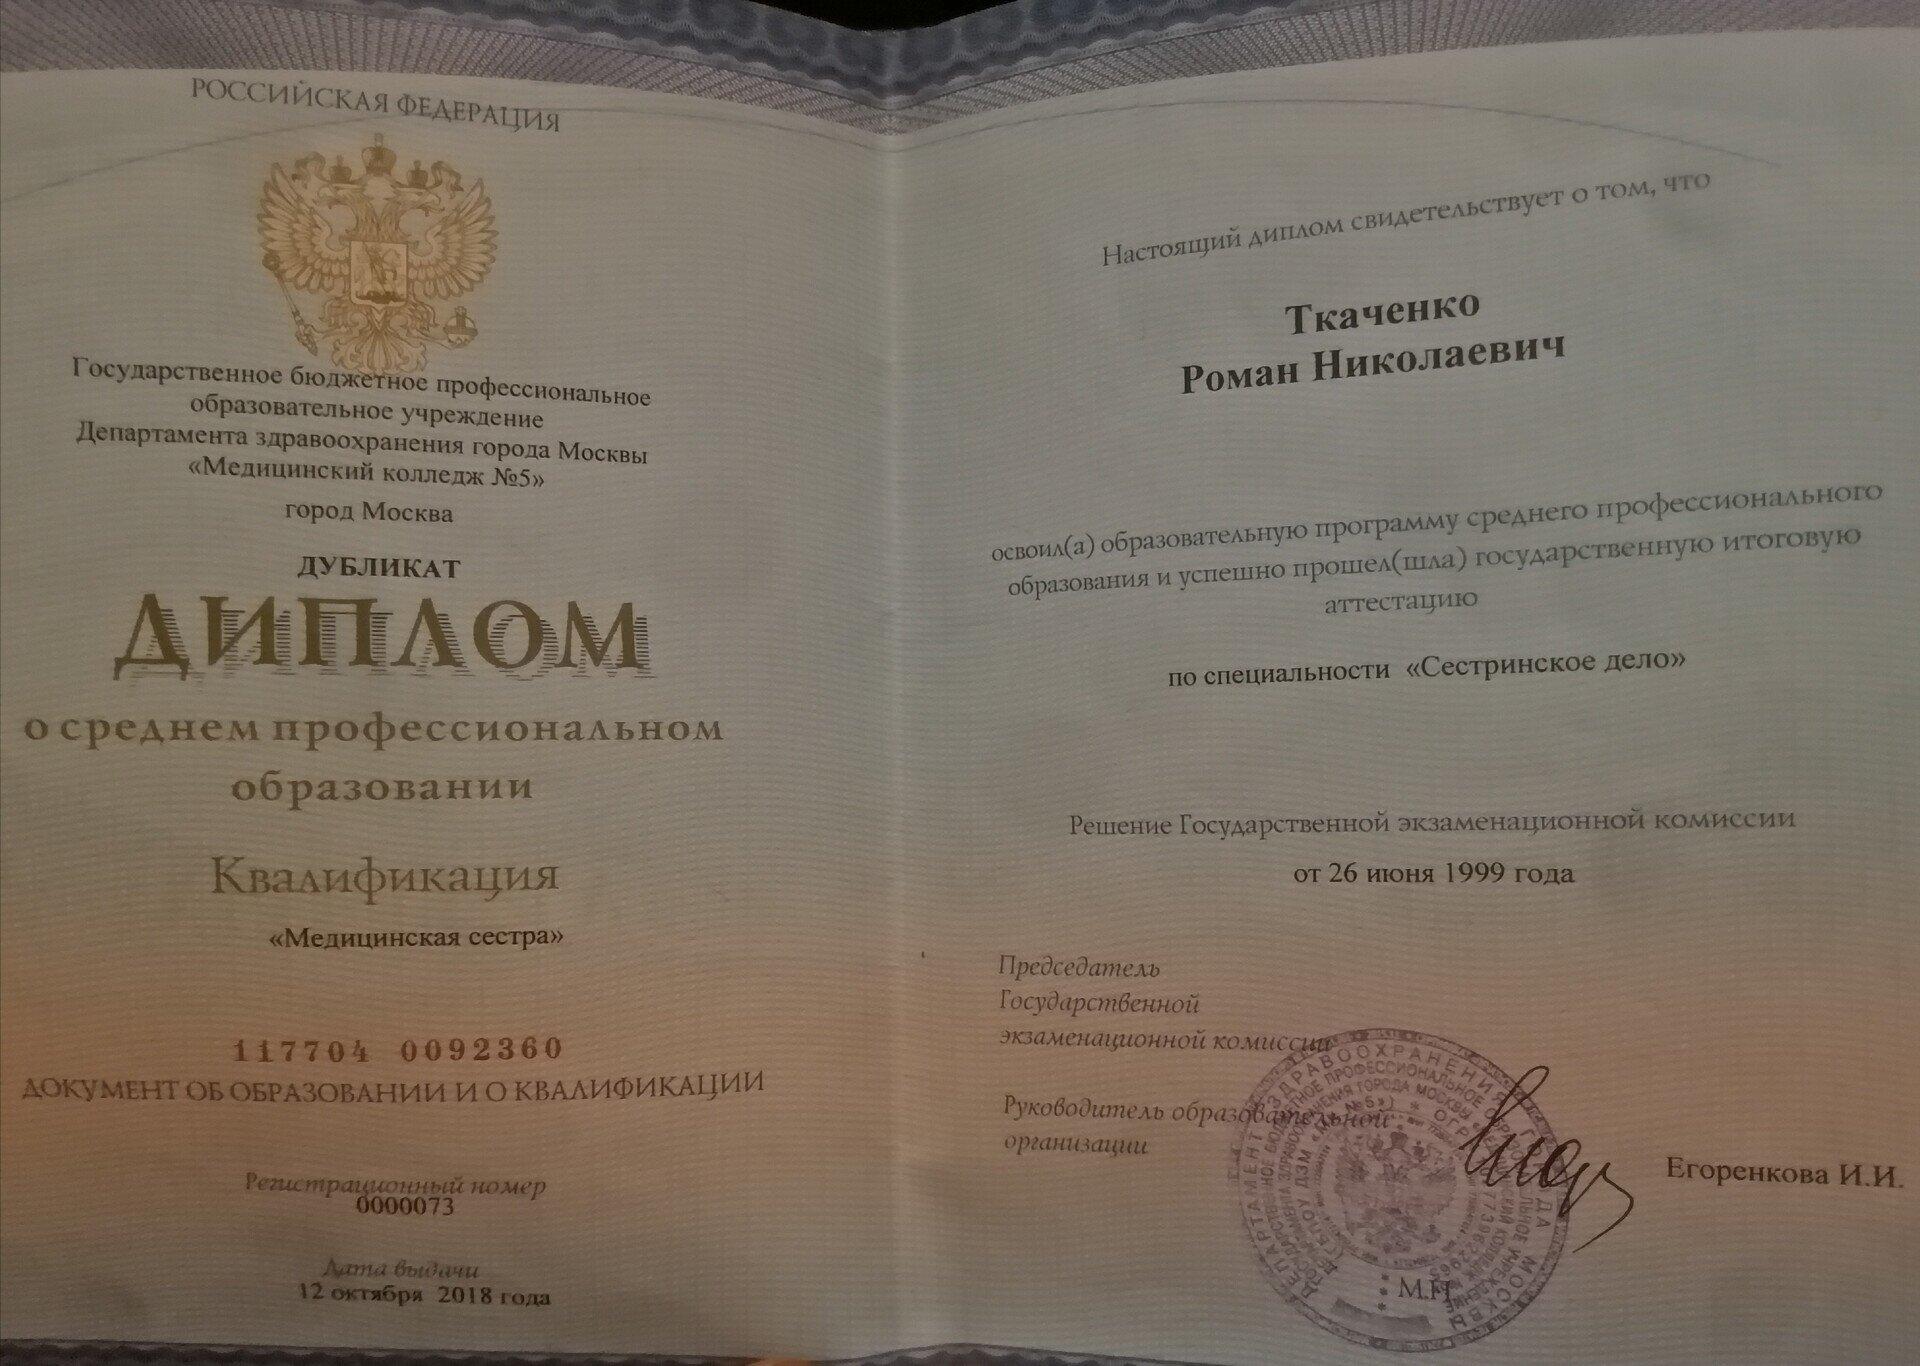 РОССИЙСКАЯ ФЕДЕРАЦИЯ
Государственное бюджетное профессиональное
образовательное учреждение
Департамента здравоохранения города Москвы
«Медицинский колледж №5»
город Москва
ДУБЛИКАТ
ДИПЛОМ
о среднем профессиональном
образовании
Квалификация
«Медицинская сестра»
117704 0092360
ДОКУМЕНТ ОБ ОБРАЗОВАНИИ И О КВАЛИФИКАЦИИ
Регистрационный номер
0000073
Дата выдачи
12 октября 2018 года
Настоящий диплом свидетельствует о том, что
Ткаченко
Роман Николаевич
освоил(а) образовательную программу среднего профессионального
образования и успешно прошел(шла) государственную итоговую
аттестацию
по специальности «Сестринское дело»
Решение Государственной экзаменационной комиссии
от 26 июня 1999 года
Председатель
Государственной
экзаменационной комиссии
Руководитель образовательной
организации
Егоренкова И.И.
М.П.
ДЕПАРТАМЕНТ ЗДРАВООХРАНЕНИЯ ГОРОДА МОСКВЫ